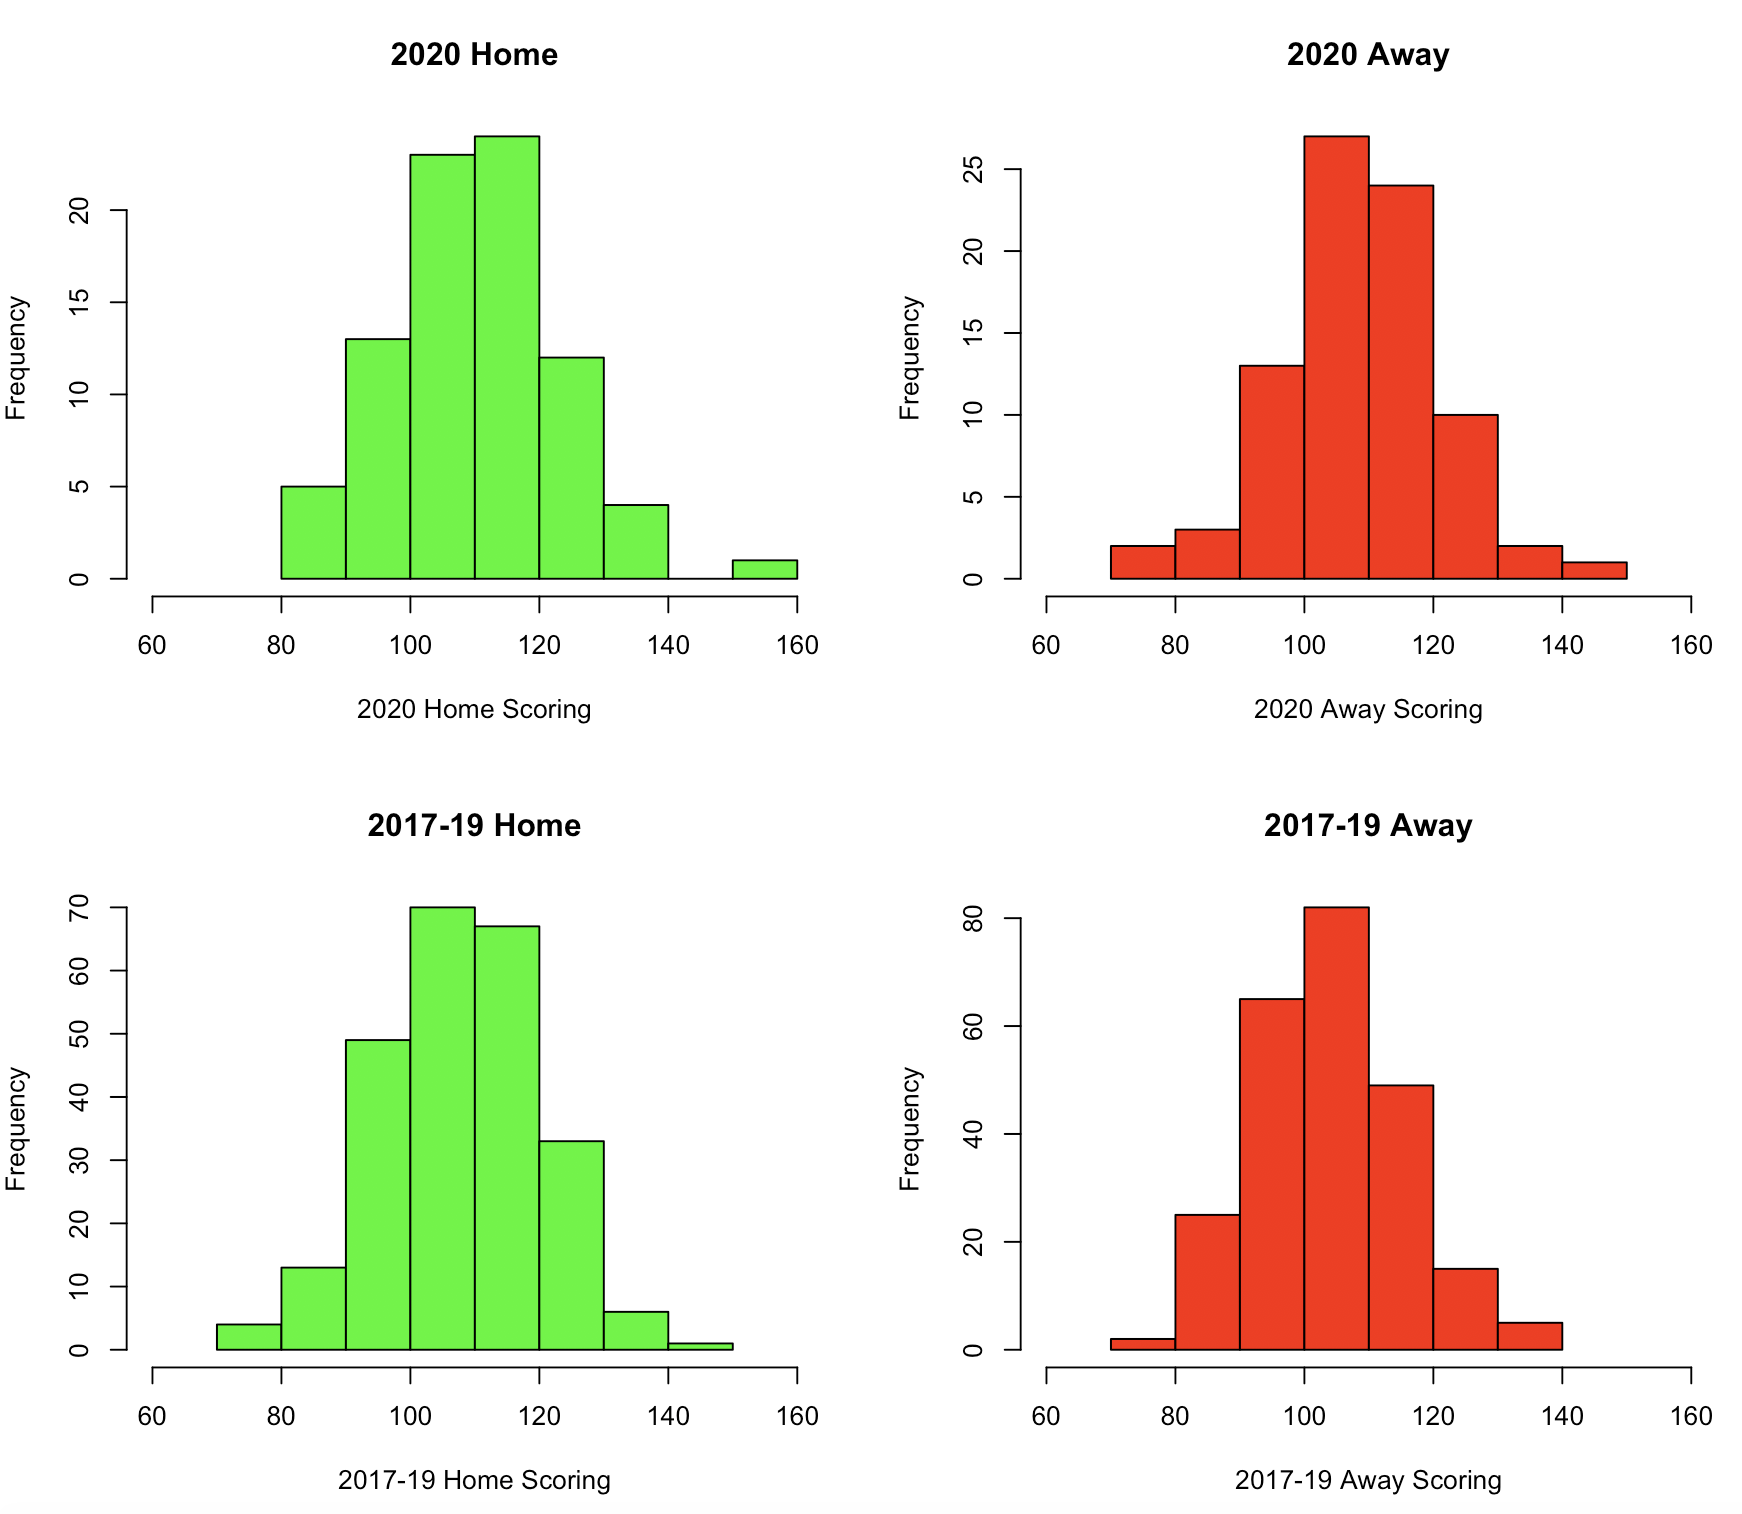 2020 Home
Frequency
0 5 10 15 20
60 80 100 120 140 160
2020 Home Scoring
2020 Away
Frequency
0 5 10 15 20 25
60 80 100 120 140 160
2020 Away Scoring
2017-19 Home
Frequency
0 10 20 30 40 50 60 70
60 80 100 120 140 160
2017-19 Home Scoring
2017-19 Away
Frequency
0 20 40 60 80
60 80 100 120 140 160
2017-19 Away Scoring